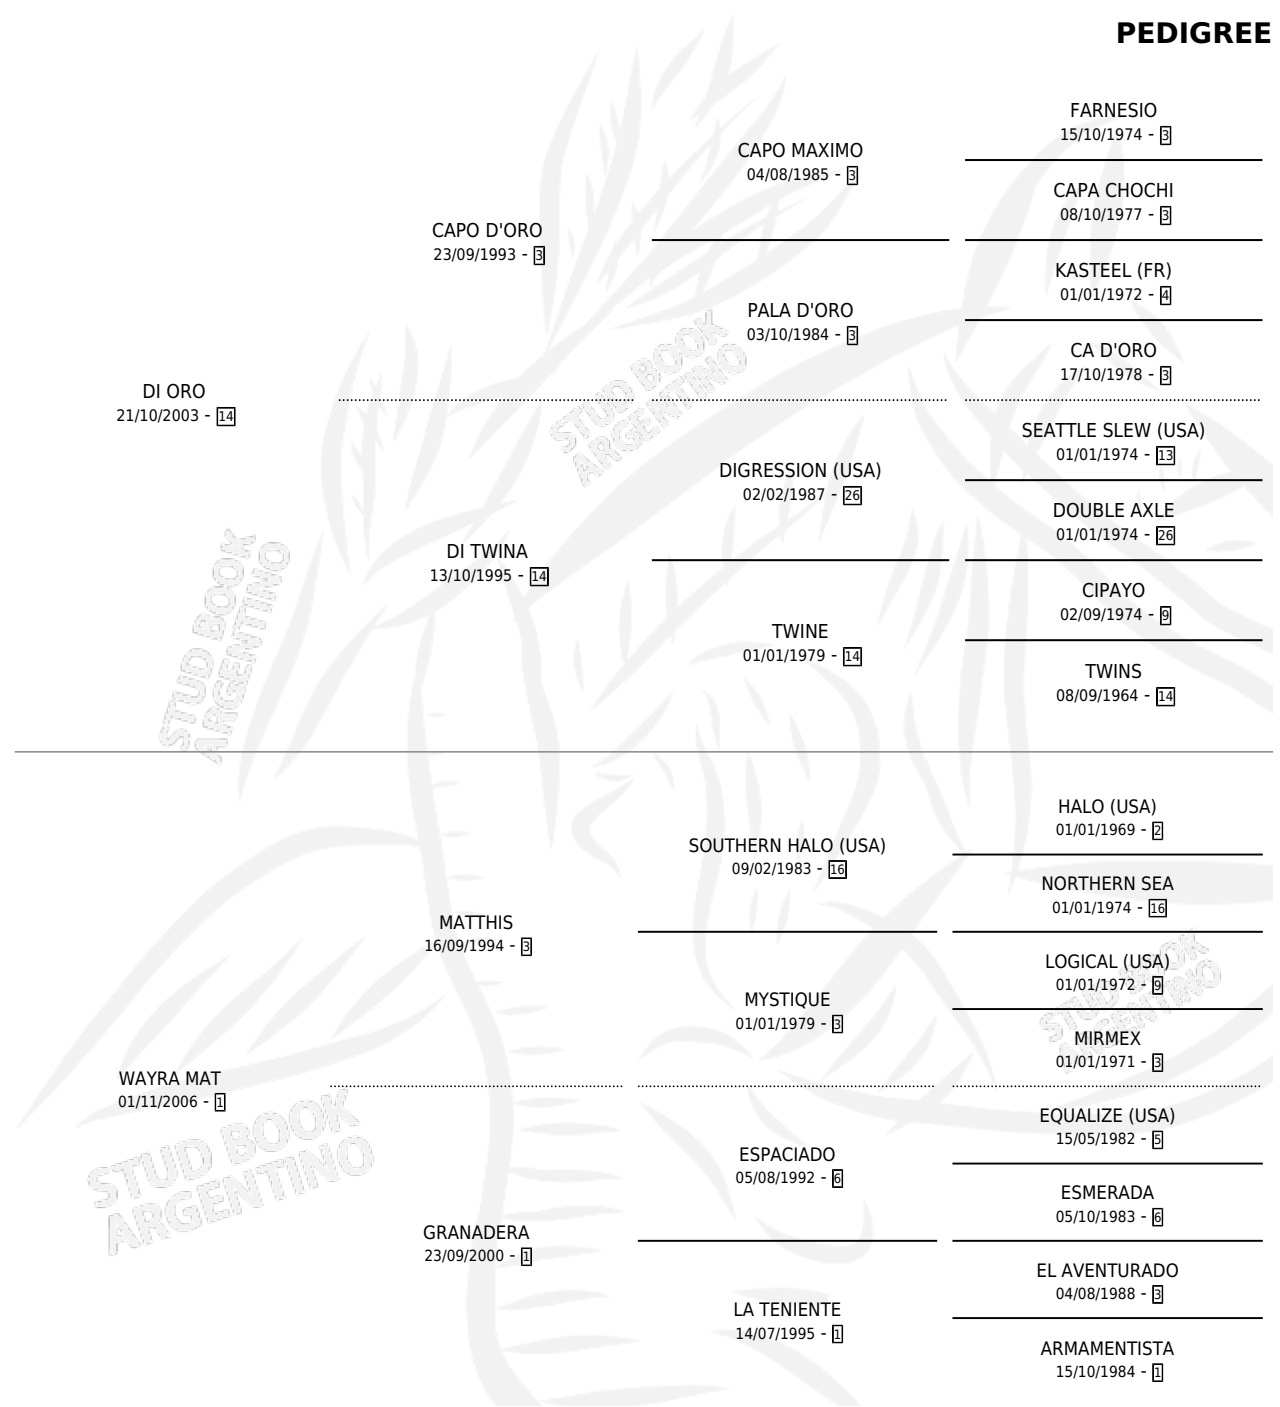 PEDIGREE
FARNESIO
15/10/1974 - 3
CAPO MAXIMO
04/08/1985 - 3
CAPA CHOCHI
08/10/1977 - 3
CAPO D'ORO
23/09/1993 - 3
KASTEEL (FR)
01/01/1972 - 4
PALA D'ORO
03/10/1984 - 3
CA D'ORO
17/10/1978 - 3
DI ORO
21/10/2003 - 14
SEATTLE SLEW (USA)
01/01/1974 - 13
DIGRESSION (USA)
02/02/1987 - 26
DOUBLE AXLE
01/01/1974 - 26
DI TWINA
13/10/1995 - 14
CIPAYO
02/09/1974 - 9
TWINE
01/01/1979 - 14
TWINS
08/09/1964 - 14
HALO (USA)
01/01/1969 - 2
SOUTHERN HALO (USA)
09/02/1983 - 16
NORTHERN SEA
01/01/1974 - 16
MATTHIS
16/09/1994 - 3
LOGICAL (USA)
01/01/1972 - 9
MYSTIQUE
01/01/1979 - 3
MIRMEX
01/01/1971 - 3
WAYRA MAT
01/11/2006 - 1
EQUALIZE (USA)
15/05/1982 - 5
ESPACIADO
05/08/1992 - 6
ESMERADA
05/10/1983 - 6
GRANADERA
23/09/2000 - 1
EL AVENTURADO
04/08/1988 - 3
LA TENIENTE
14/07/1995 - 1
ARMAMENTISTA
15/10/1984 - 1
STUD BOOK
ARGENTINO
STUD BOOK
ARGENTINO
STUD BOOK
ARGENTINO
STUD BOOK
ARGENTINO